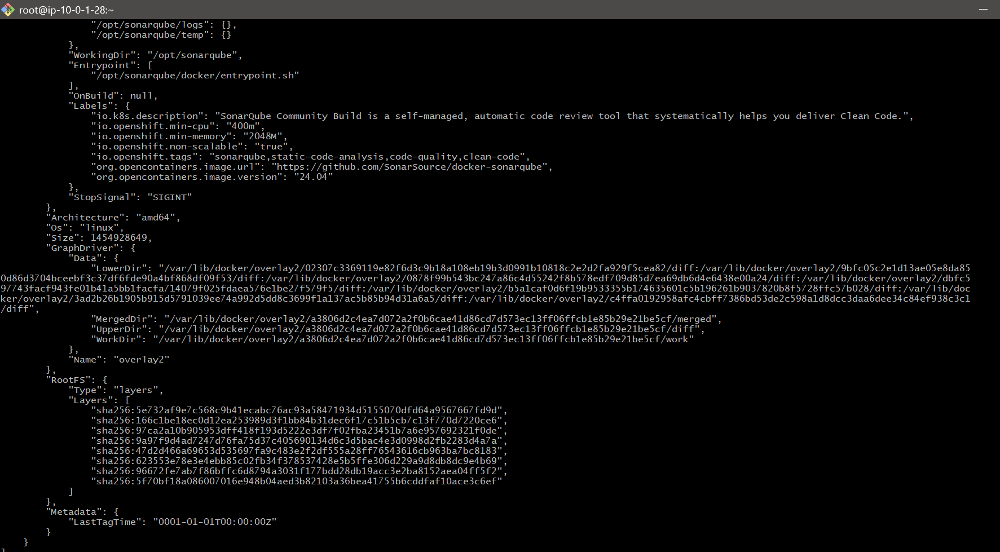 root@ip-10-0-1-28:~
"/opt/sonarqube/logs": {},
"/opt/sonarqube/temp": {}
},
"WorkingDir": "/opt/sonarqube",
"Entrypoint": [
"/opt/sonarqube/docker/entrypoint.sh"
],
"OnBuild": null,
"Labels": {
"io.k8s.description": "SonarQube Community Build is a self-managed, automatic code review tool that systematically helps you deliver Clean Code.",
"io.openshift.min-cpu": "400m",
"io.openshift.min-memory": "2048M",
"io.openshift.non-scalable": "true",
"io.openshift.tags": "sonarqube,static-code-analysis,code-quality,clean-code",
"org.opencontainers.image.url": "https://github.com/SonarSource/docker-sonarqube",
"org.opencontainers.image.version": "24.04"
},
"StopSignal": "SIGINT"
},
"Architecture": "amd64",
"Os": "linux",
"Size": 1454928649,
"GraphDriver": {
"Data": {
"LowerDir": "/var/lib/docker/overlay2/02307c3369119e82f6d3c9b18a108eb19b3d0991b10818c2e2d2fa929f5cea82/diff:/var/lib/docker/overlay2/9bfc05c2e1d13ae05e8da85
0d86d3704bceebf3c37df6fde90a4bf868df09f53/diff:/var/lib/docker/overlay2/0878f99b543bc247a86c4d55242f8b578edf709d85d7ea69db6d4e6438e00a24/diff:/var/lib/docker/overlay2/dbfc5
97743facf943fe01b41a5bb1facfa714079f025fdaea576e1be27f579f5/diff:/var/lib/docker/overlay2/b5a1caf0d6f19b9533355b174635601c5b196261b9037820b8f5728ffc57b028/diff:/var/lib/doc
ker/overlay2/3ad2b26b1905b915d5791039ee74a992d5dd8c3699f1a137ac5b85b94d31a6a5/diff:/var/lib/docker/overlay2/c4ffa0192958afc4cbff7386bd53de2c598a1d8dcc3daa6dee34c84ef938c3c1
/diff",
"MergedDir": "/var/lib/docker/overlay2/a3806d2c4ea7d072a2f0b6cae41d86cd7d573ec13ff06ffcb1e85b29e21be5cf/merged",
"UpperDir": "/var/lib/docker/overlay2/a3806d2c4ea7d072a2f0b6cae41d86cd7d573ec13ff06ffcb1e85b29e21be5cf/diff",
"WorkDir": "/var/lib/docker/overlay2/a3806d2c4ea7d072a2f0b6cae41d86cd7d573ec13ff06ffcb1e85b29e21be5cf/work"
},
"Name": "overlay2"
},
"RootFS": {
"Type": "layers",
"Layers": [
"sha256:5e732af9e7c568c9b41ecabc76ac93a58471934d5155070dfd64a9567667fd9d",
"sha256:166c1be18ec0d12ea253989d3f1bb84b31dec6f17c51b5cb7c13f770d7220ce6",
"sha256:97ca2a10b905953dff418f193d5222e3df7f02fba23451b7a6e957692321f0de",
"sha256:9a97f9d4ad7247d76fa75d37c405690134d6c3d5bac4e3d0998d2fb2283d4a7a",
"sha256:47d2d466a69653d535697fa9c483e2f2df555a28ff76543616cb963ba7bc8183",
"sha256:623553e78e3e4ebb85c02fb34f378537428e5b5ffe306d229a9d8db8dc9e4b69",
"sha256:96672fe7ab7f86bffc6d8794a3031f177bdd28db19acc3e2ba8152aea04ff5f2",
"sha256:5f70bf18a086007016e948b04aed3b82103a36bea41755b6cddfaf10ace3c6ef"
]
},
"Metadata": {
"LastTagTime": "0001-01-01T00:00:00Z"
}
}
]